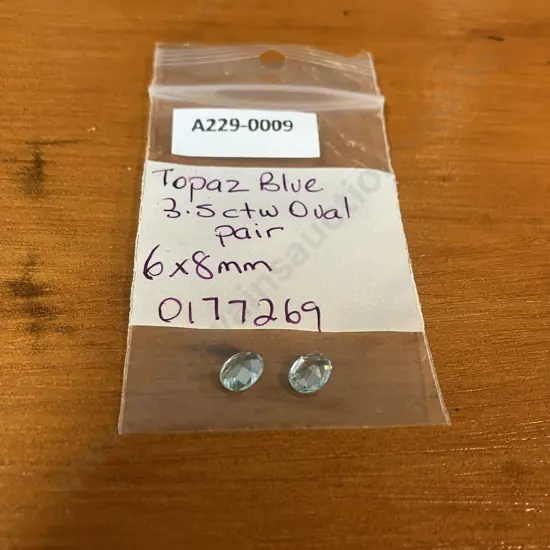 A229-0009
Topaz Blue
3.5ctw Oval
pair
6x8mm
0177269